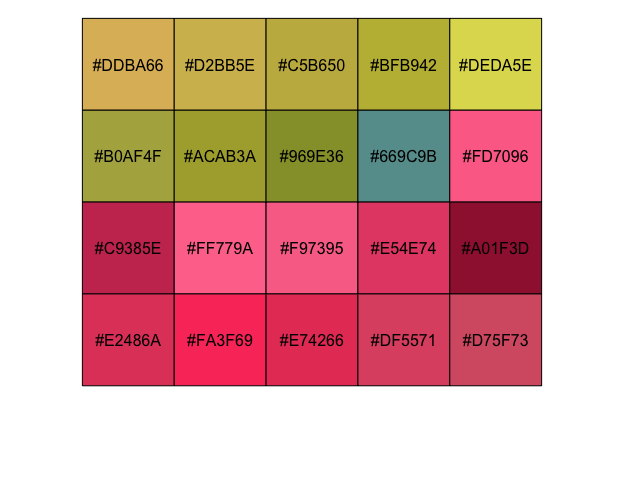 #DDBA66 #D2BB5E #C5B650 #BFB942 #DEDA5E
#B0AF4F #ACAB3A #969E36 #669C9B #FD7096
#C9385E #FF779A #F97395 #E54E74 #A01F3D
#E2486A #FA3F69 #E74266 #DF5571 #D75F73